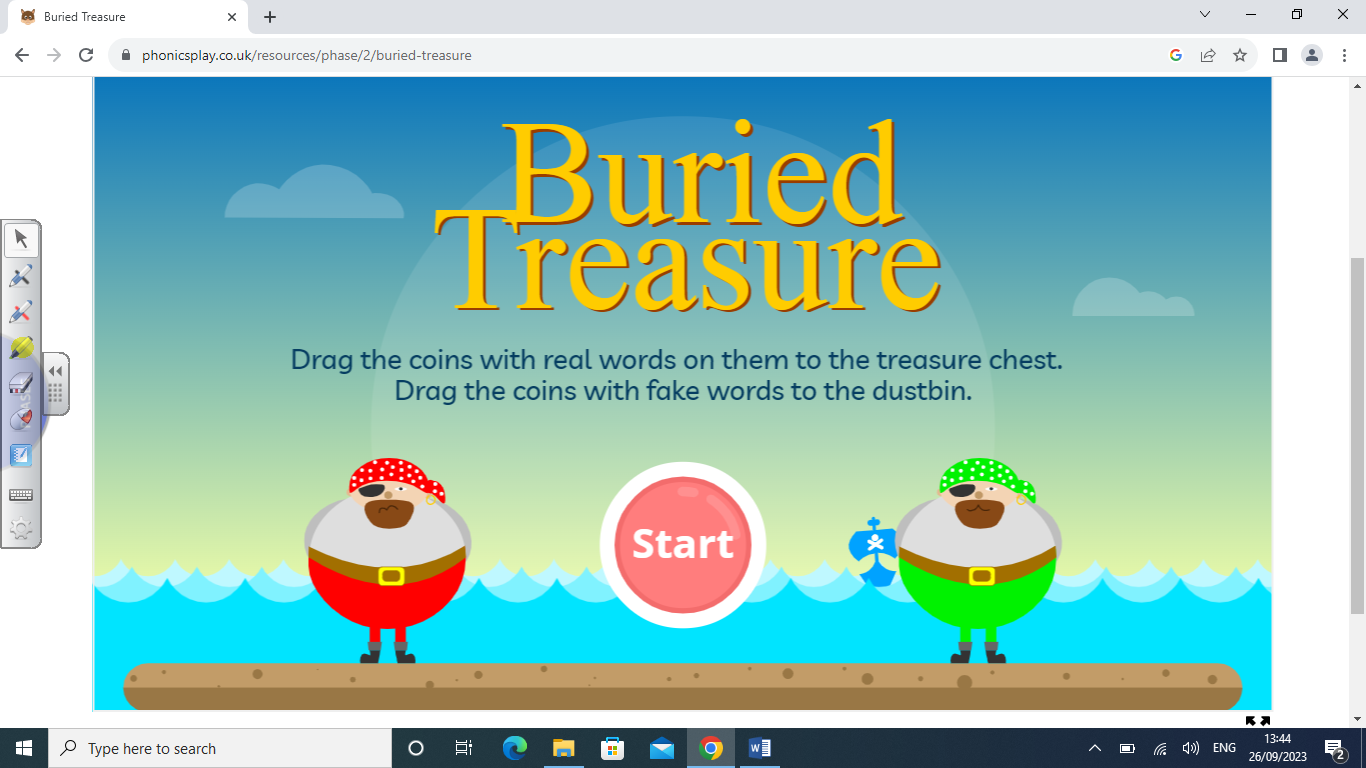 Buried Treasure
phonicsplay.co.uk/resources/phase/2/buried-treasure
Buried
Treasure
Drag the coins with real words on them to the treasure chest.
Drag the coins with fake words to the dustbin.
Start
Type here to search
ENG
13:44
26/09/2023
2